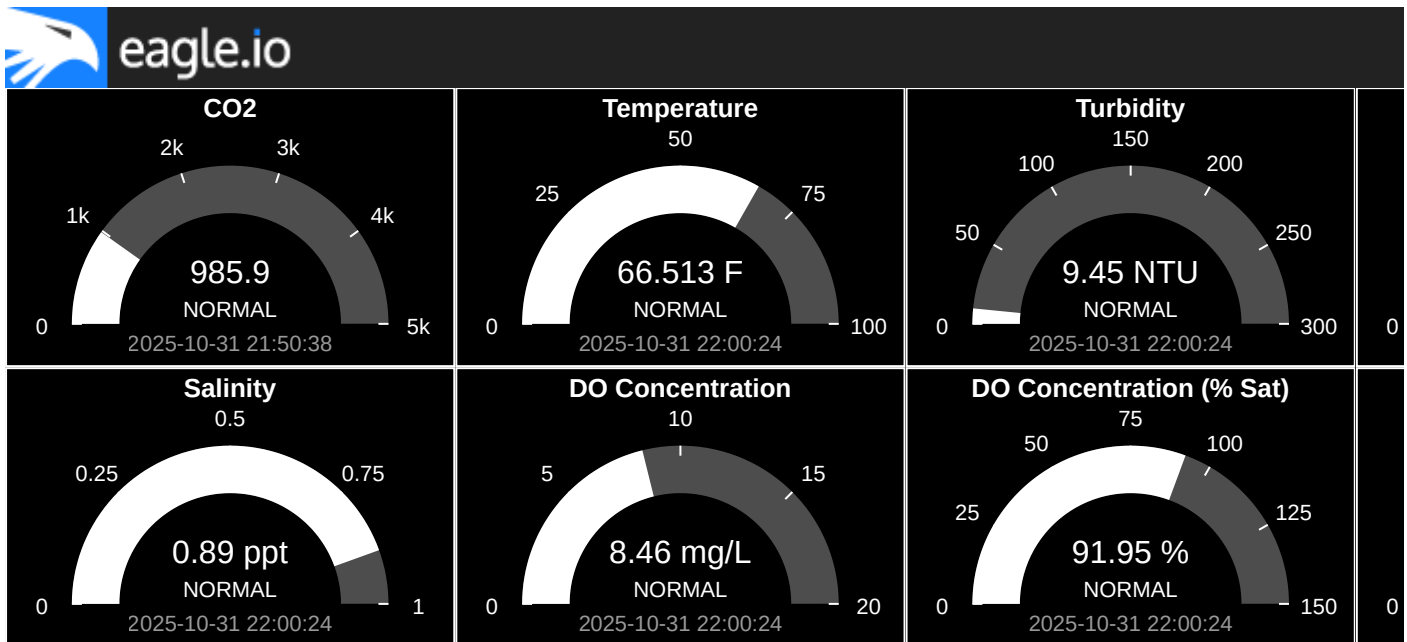 eagle.io
CO2
2k
3k
1k
4k
985.9
NORMAL
0
5k
2025-10-31 21:50:38
Temperature
50
25
75
66.513 F
NORMAL
0
100
2025-10-31 22:00:24
Turbidity
150
100
200
50
250
9.45 NTU
NORMAL
0
300
2025-10-31 22:00:24
0
Salinity
0.5
0.25
0.75
0.89 ppt
NORMAL
0
1
2025-10-31 22:00:24
DO Concentration
10
5
15
8.46 mg/L
NORMAL
0
20
2025-10-31 22:00:24
DO Concentration (% Sat)
75
50
100
25
125
91.95 %
NORMAL
0
150
2025-10-31 22:00:24
0